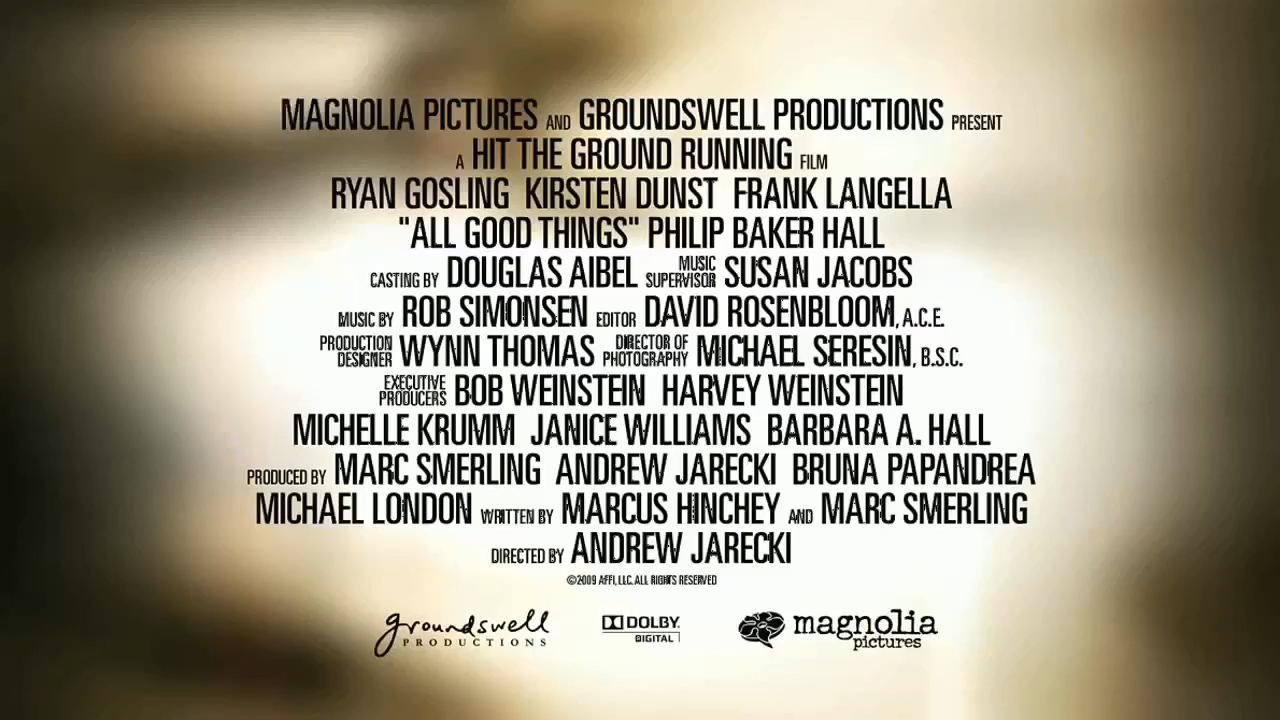 MAGNOLIA PICTURES AND GROUNDSWELL PRODUCTIONS PRESENT
A HIT THE GROUND RUNNING FILM
RYAN GOSLING KIRSTEN DUNST FRANK LANGELLA
"ALL GOOD THINGS" PHILIP BAKER HALL
CASTING BY DOUGLAS AIBEL MUSIC SUPERVISOR SUSAN JACOBS
MUSIC BY ROB SIMONSEN EDITOR DAVID ROSENBLOOM, A.C.E.
PRODUCTION DESIGNER WYNN THOMAS DIRECTOR OF PHOTOGRAPHY MICHAEL SERESIN, B.S.C.
EXECUTIVE PRODUCERS BOB WEINSTEIN HARVEY WEINSTEIN
MICHELLE KRUMM JANICE WILLIAMS BARBARA A. HALL
PRODUCED BY MARC SMERLING ANDREW JARECKI BRUNA PAPANDREA
MICHAEL LONDON WRITTEN BY MARCUS HINCHEY AND MARC SMERLING
DIRECTED BY ANDREW JARECKI
©2009 AFFI, LLC. ALL RIGHTS RESERVED
groundswell PRODUCTIONS
DOLBY DIGITAL
magnolia pictures